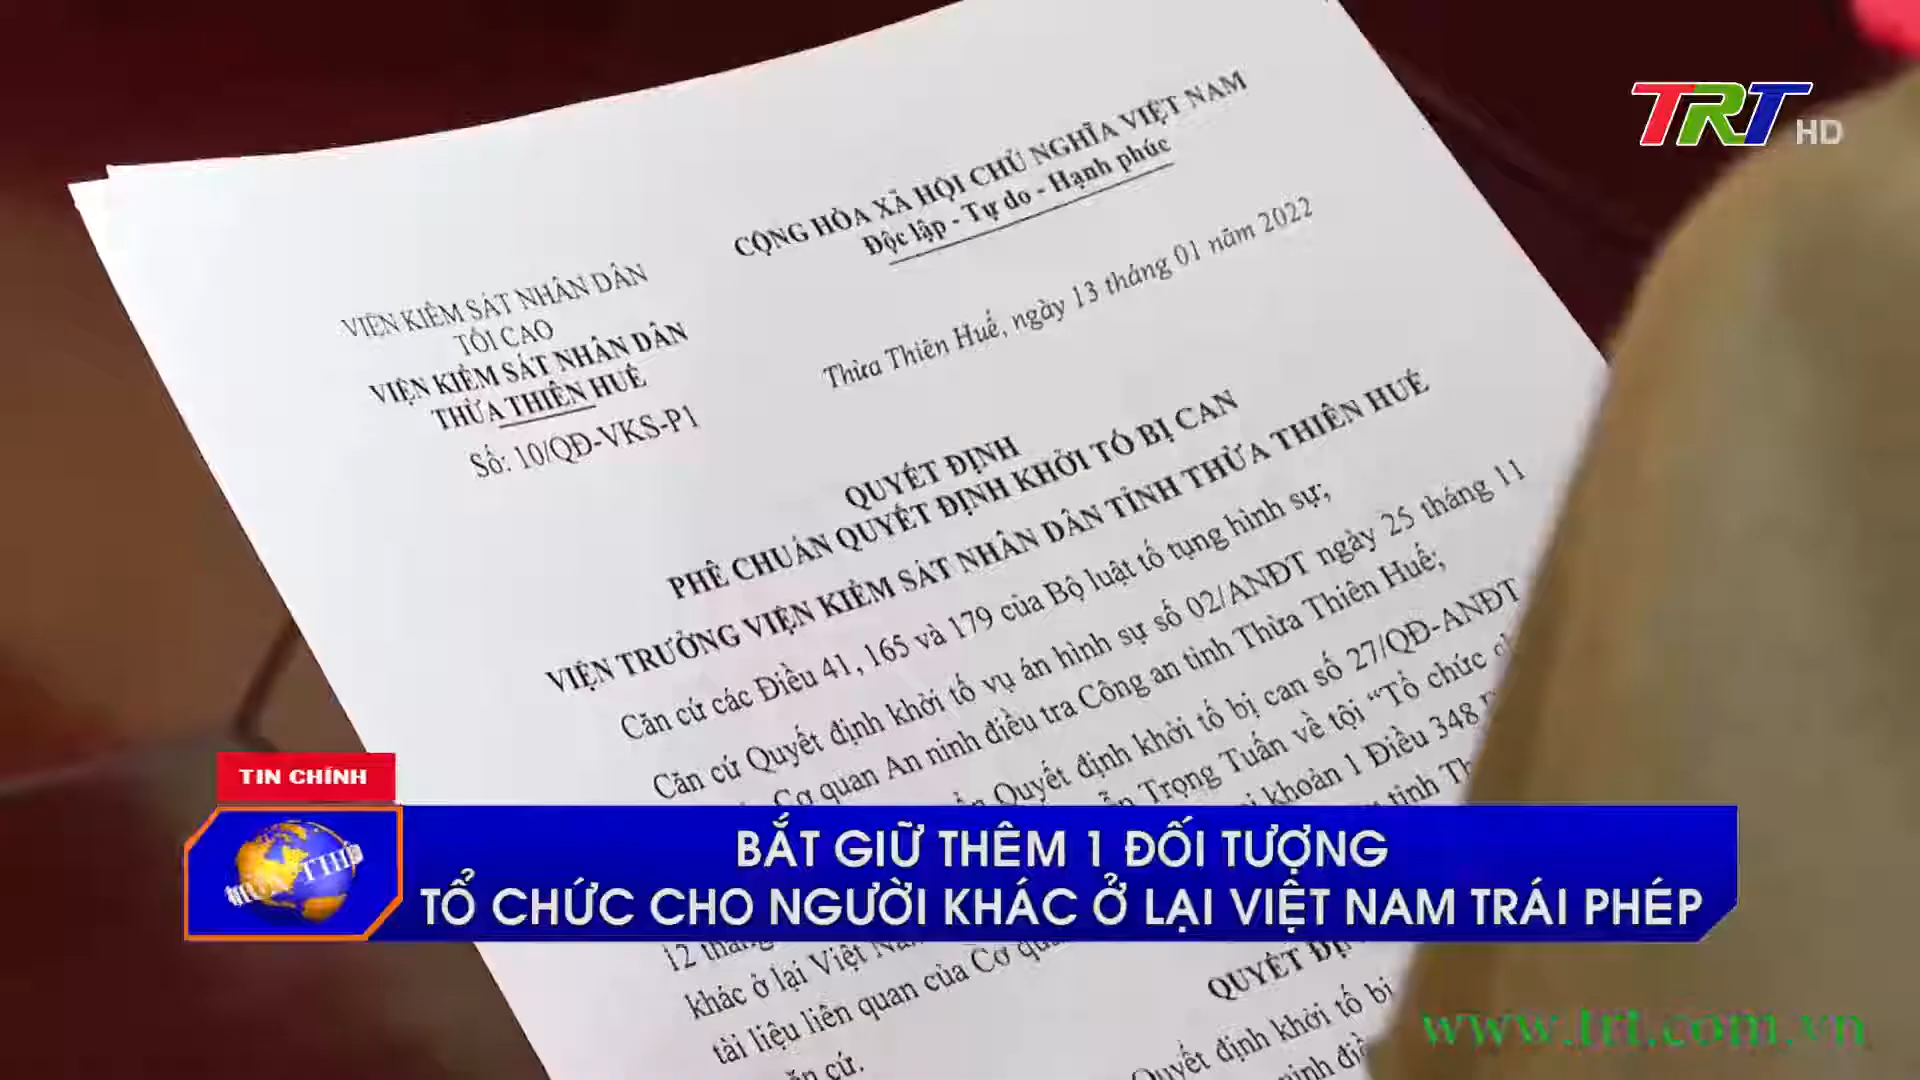 TRT HD
CỘNG HÒA XÃ HỘI CHỦ NGHĨA VIỆT NAM
Độc lập - Tự do - Hạnh phúc
VIỆN KIỂM SÁT NHÂN DÂN
TỐI CAO
VIỆN KIỂM SÁT NHÂN DÂN
THỪA THIÊN HUẾ
Số: 10/QĐ-VKS-P1
Thừa Thiên Huế, ngày 13 tháng 01 năm 2022
QUYẾT ĐỊNH
PHÊ CHUẨN QUYẾT ĐỊNH KHỞI TỐ BỊ CAN
VIỆN TRƯỞNG VIỆN KIỂM SÁT NHÂN DÂN TỈNH THỪA THIÊN HUẾ
Căn cứ các Điều 41, 165 và 179 của Bộ luật tố tụng hình sự;
Căn cứ Quyết định khởi tố vụ án hình sự số 02/ANĐT ngày 25 tháng 11
Cơ quan An ninh điều tra Công an tỉnh Thừa Thiên Huế;
Quyết định khởi tố bị can số 27/QĐ-ANĐT
Trọng Tuấn về tội “Tổ chức
khoản 1 Điều 348
tỉnh
TIN CHÍNH
BẮT GIỮ THÊM 1 ĐỐI TƯỢNG
TỔ CHỨC CHO NGƯỜI KHÁC Ở LẠI VIỆT NAM TRÁI PHÉP
12
khác ở lại Việt
tài liệu liên quan của Cơ
cứ.
QUYẾT
Quyết định khởi tố bị
ninh
www.trt.com.vn